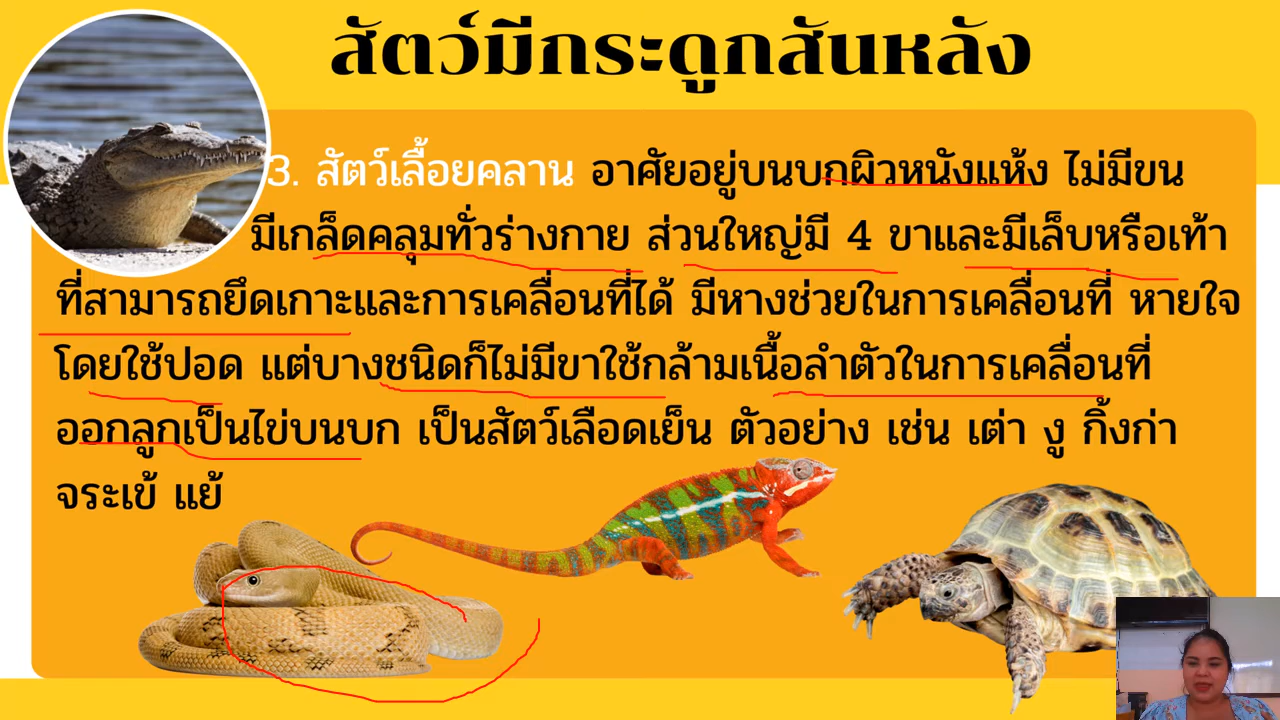 สัตว์มีกระดูกสันหลัง
3. สัตว์เลื้อยคลาน อาศัยอยู่บนบกผิวหนังแห้ง ไม่มีขน
มีเกล็ดคลุมทั่วร่างกาย ส่วนใหญ่มี 4 ขาและมีเล็บหรือเท้า
ที่สามารถยึดเกาะและการเคลื่อนที่ได้ มีหางช่วยในการเคลื่อนที่ หายใจ
โดยใช้ปอด แต่บางชนิดก็ไม่มีขาใช้กล้ามเนื้อลำตัวในการเคลื่อนที่
ออกลูกเป็นไข่บนบก เป็นสัตว์เลือดเย็น ตัวอย่าง เช่น เต่า งู กิ้งก่า
จระเข้ แย้